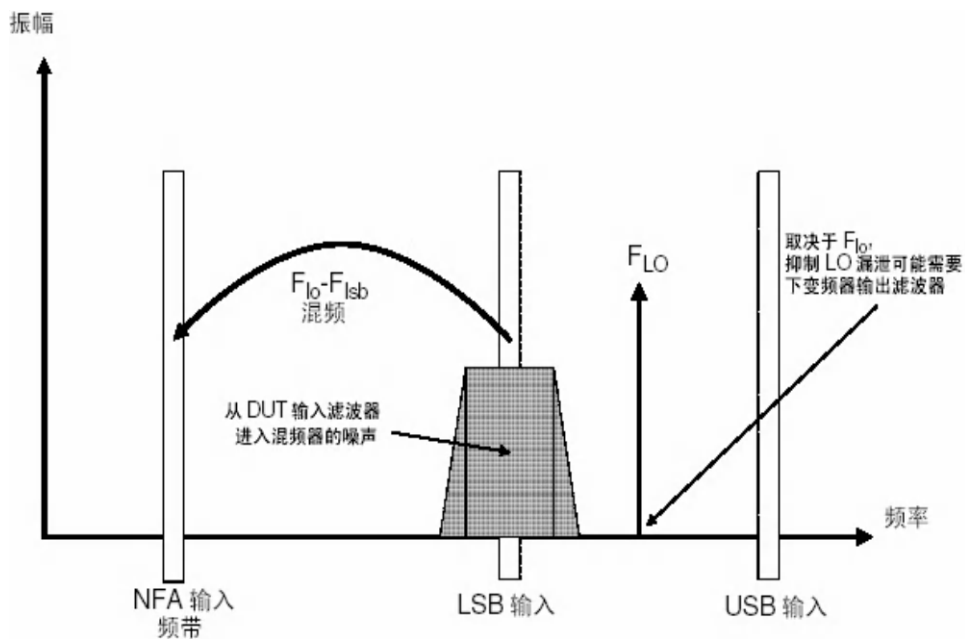 振幅
F_lo-F_lsb
混频
F_LO
取决于 F_lo,
抑制 LO 漏泄可能需要
下变频器输出滤波器
从 DUT 输入滤波器
进入混频器的噪声
频率
NFA 输入
频带
LSB 输入
USB 输入